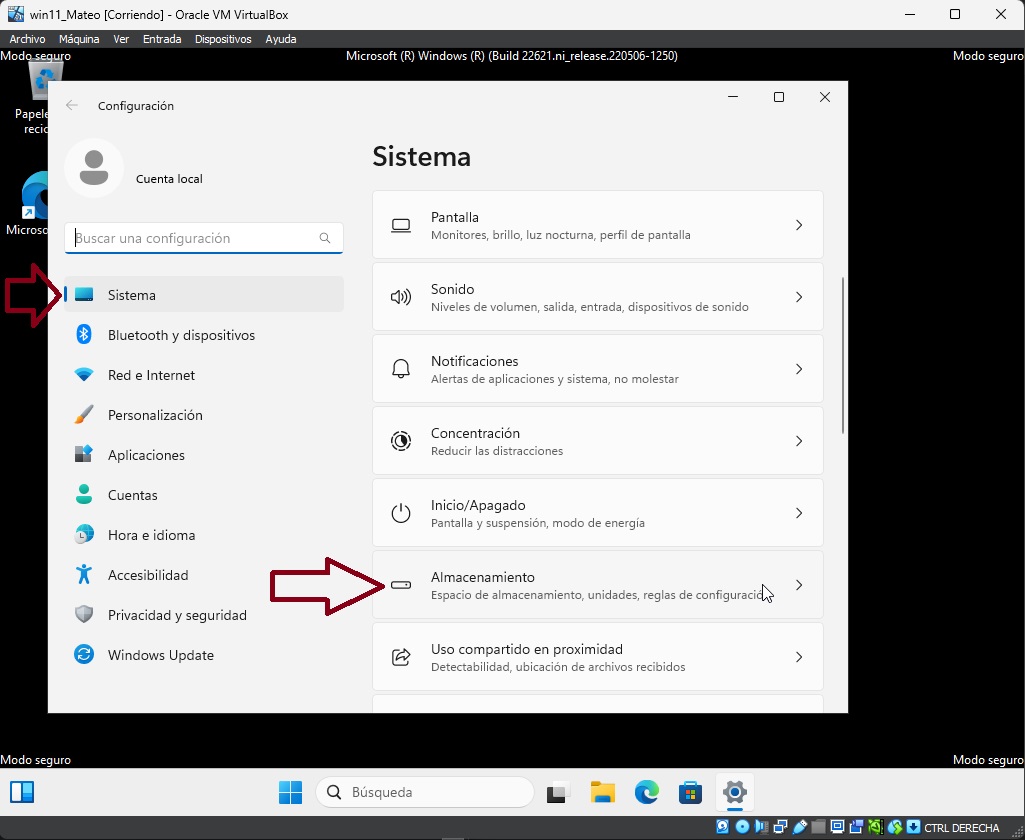 win11_Mateo [Corriendo] - Oracle VM VirtualBox
Archivo Máquina Ver Entrada Dispositivos Ayuda
Modo seguro Microsoft (R) Windows (R) (Build 22621.ni_release.220506-1250) Modo seguro
Configuración
Cuenta local
Buscar una configuración
Sistema
Bluetooth y dispositivos
Red e Internet
Personalización
Aplicaciones
Cuentas
Hora e idioma
Accesibilidad
Privacidad y seguridad
Windows Update
Sistema
Pantalla
Monitores, brillo, luz nocturna, perfil de pantalla
Sonido
Niveles de volumen, salida, entrada, dispositivos de sonido
Notificaciones
Alertas de aplicaciones y sistema, no molestar
Concentración
Reducir las distracciones
Inicio/Apagado
Pantalla y suspensión, modo de energía
Almacenamiento
Espacio de almacenamiento, unidades, reglas de configuración
Uso compartido en proximidad
Detectabilidad, ubicación de archivos recibidos
Modo seguro Modo seguro
Búsqueda
CTRL DERECHA